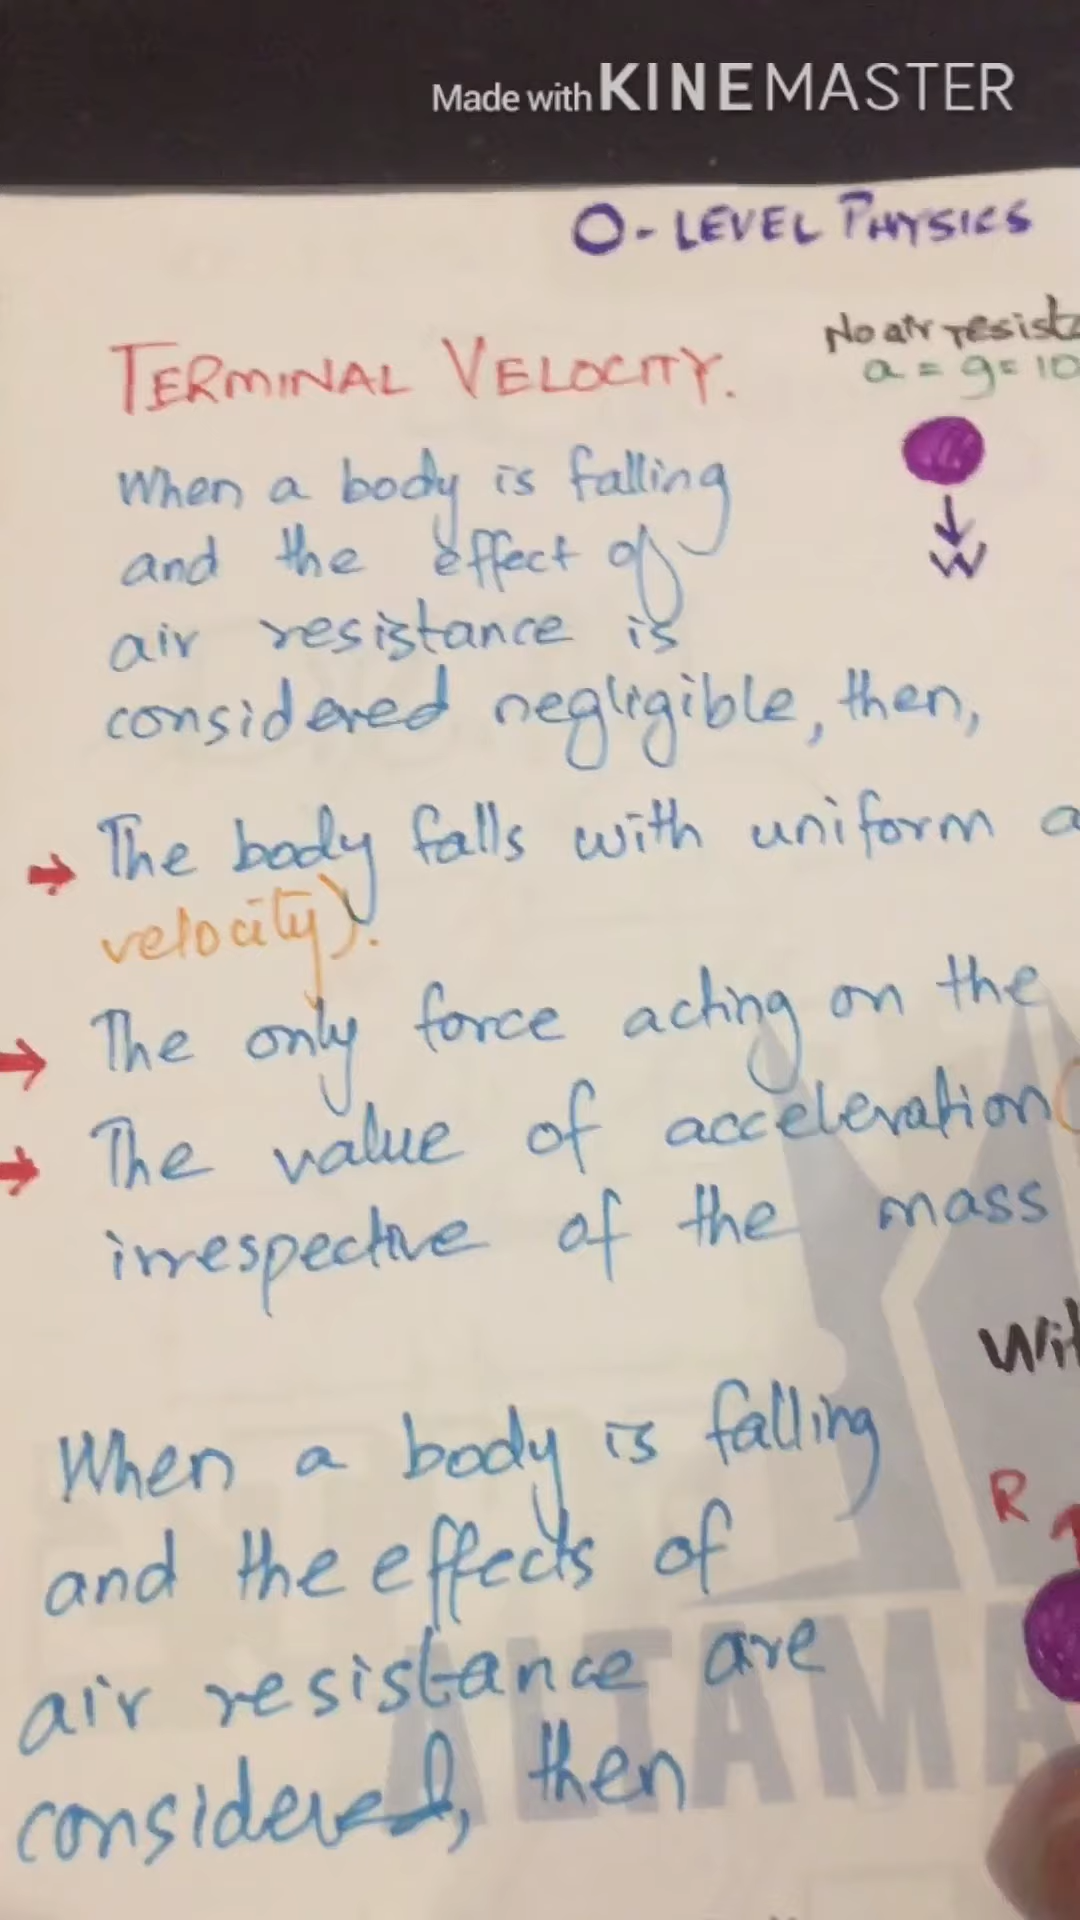 Made with KINEMASTER
O-LEVEL PHYSICS
No air resist
a = g = 10
TERMINAL VELOCITY.
W
When a body is falling
and the effect of
air resistance is
considered negligible, then,
The body falls with uniform a
velocity).
The only force acting on the
The value of acceleration (
irrespective of the mass
Wit
When a body is falling
R
and the effects of
air resistance are
considered, then
ALTAMA